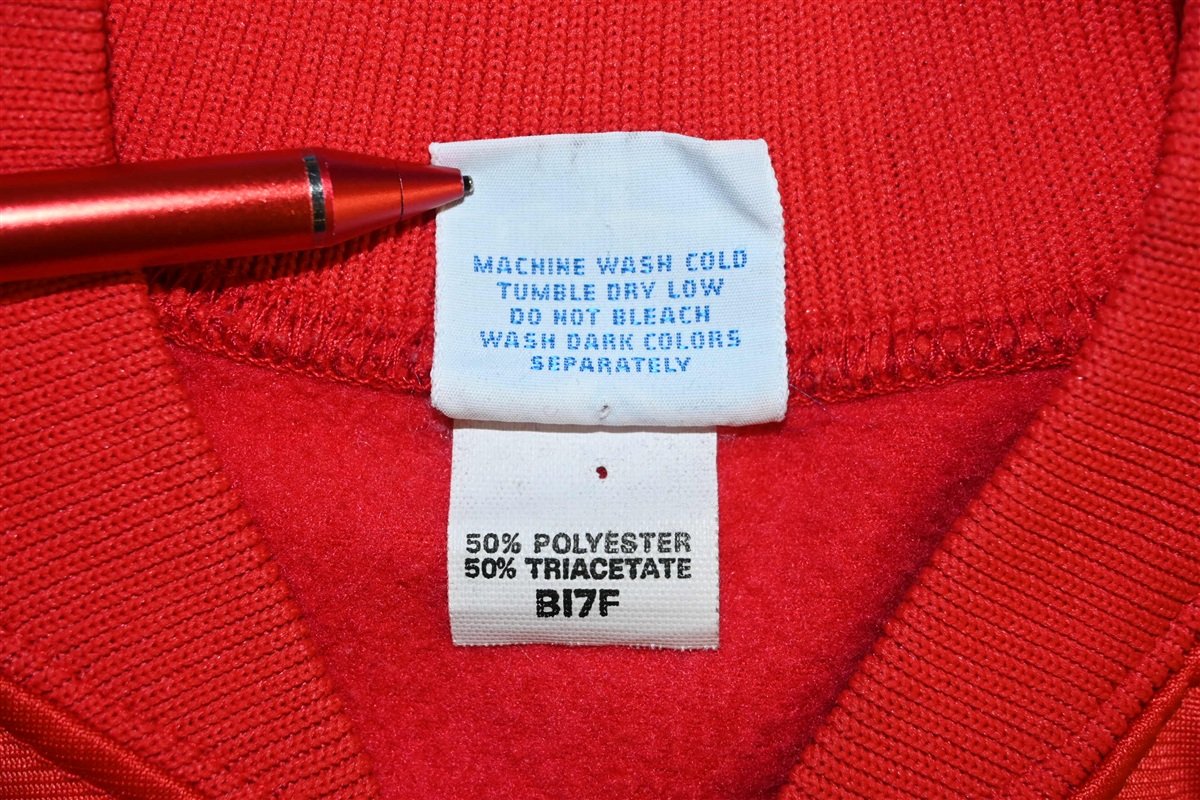 MACHINE WASH COLD
TUMBLE DRY LOW
DO NOT BLEACH
WASH DARK COLORS
SEPARATELY
50% POLYESTER
50% TRIACETATE
BI7F